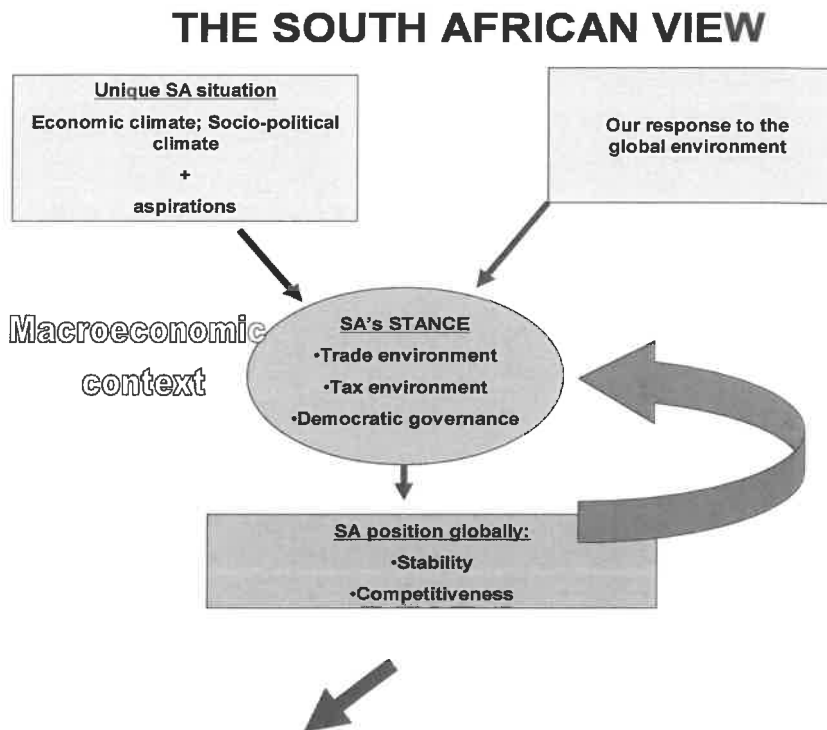 THE SOUTH AFRICAN VIEW
Unique SA situation
Economic climate; Socio-political
climate
+
aspirations
Our response to the
global environment
Macroeconomic
context
SA's STANCE
•Trade environment
•Tax environment
•Democratic governance
SA position globally:
•Stability
•Competitiveness